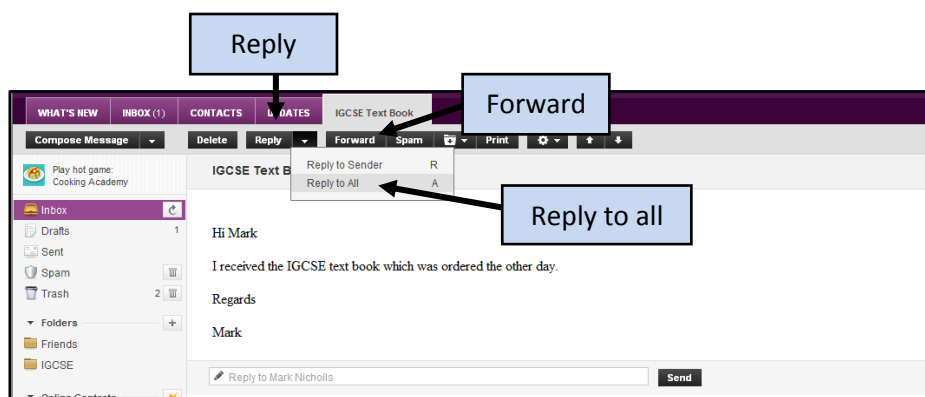 Reply
Forward
WHAT'S NEW INBOX (1) CONTACTS UPDATES IGCSE Text Book
Compose Message Delete Reply Forward Spam Print
Play hot game:
Cooking Academy
IGCSE Text B
Reply to Sender R
Reply to All A
Reply to all
Inbox
Drafts 1
Sent
Spam
Trash 2
Folders
Friends
IGCSE
Hi Mark
I received the IGCSE text book which was ordered the other day.
Regards
Mark
Reply to Mark Nicholls
Send
Online Contacts